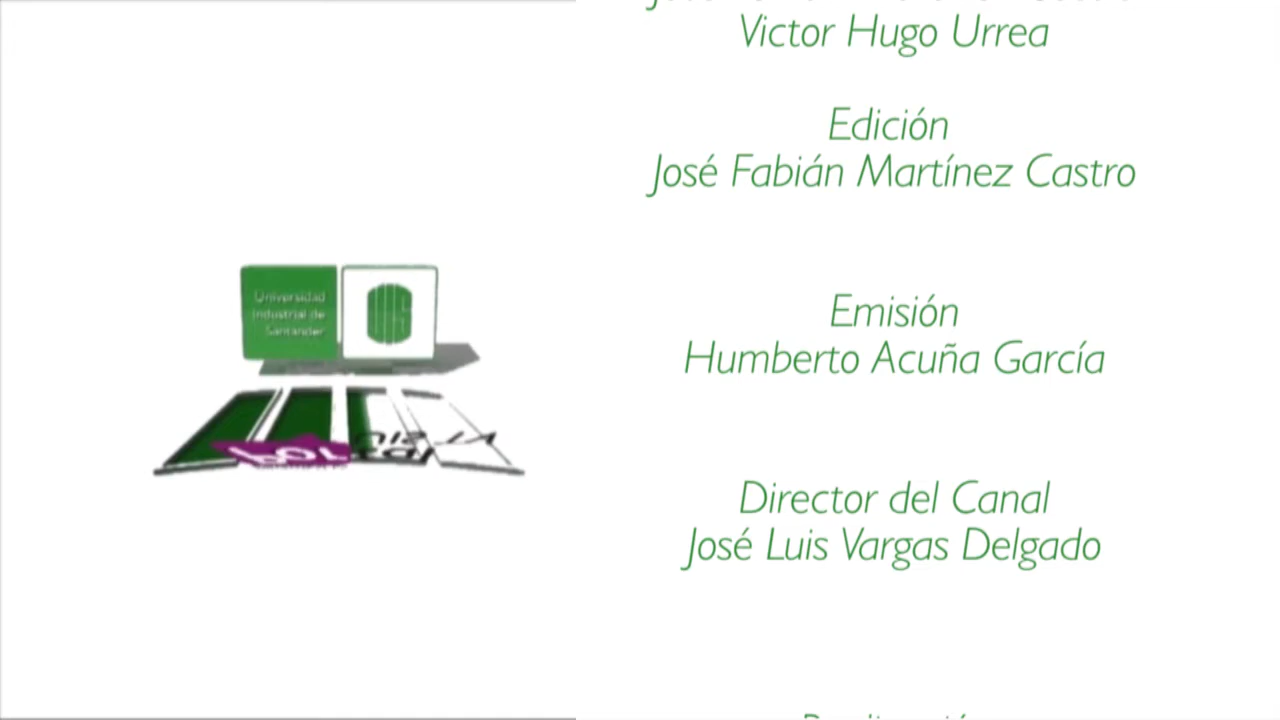 Victor Hugo Urrea
Edición
José Fabián Martínez Castro
Emisión
Humberto Acuña García
Director del Canal
José Luis Vargas Delgado
Universidad
Industrial de
Santander